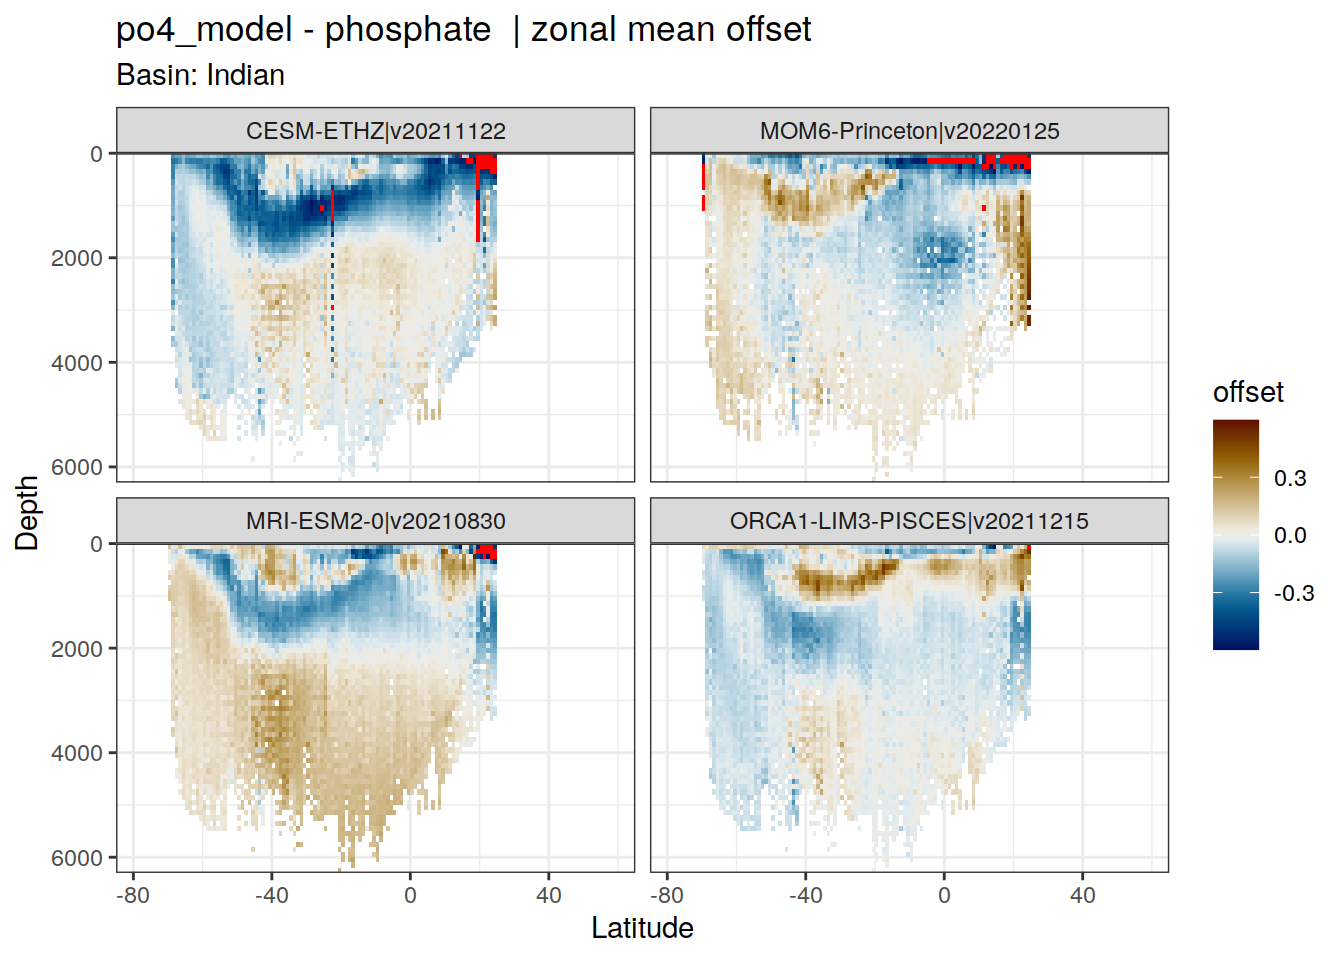 po4_model - phosphate  | zonal mean offset
Basin: Indian
CESM-ETHZ|v20211122
MOM6-Princeton|v20220125
0
2000
4000
6000
MRI-ESM2-0|v20210830
ORCA1-LIM3-PISCES|v20211215
0
2000
4000
6000
Depth
-80
-40
0
40
-80
-40
0
40
Latitude
offset
0.3
0.0
-0.3